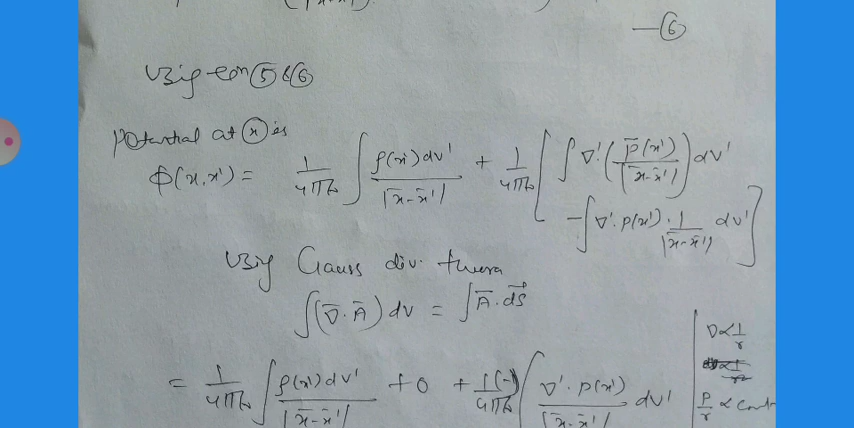 — ⑥
Using eqn ⑤ & ⑥
Potential at (x) is
Φ(x,x') = 1/4πε₀ ∫ ρ(x')dv'/|x̄-x̄'| + 1/4πε₀ [ ∫ ∇'.( P̄(x')/|x̄-x̄'| ) dv'
- ∫ ∇'.P(x').1/|x̄-x̄'| dv' ]
Using Gauss div. theorem
∫(∇̄.Ā)dv = ∫Ā.ds⃗
= 1/4πε₀ ∫ ρ(x')dv'/|x̄-x̄'| + 0 + 1(-)/4πε₀ ∫ ∇'.P(x')/|x̄-x̄'| dv'
D∝1/r
P/r ∝